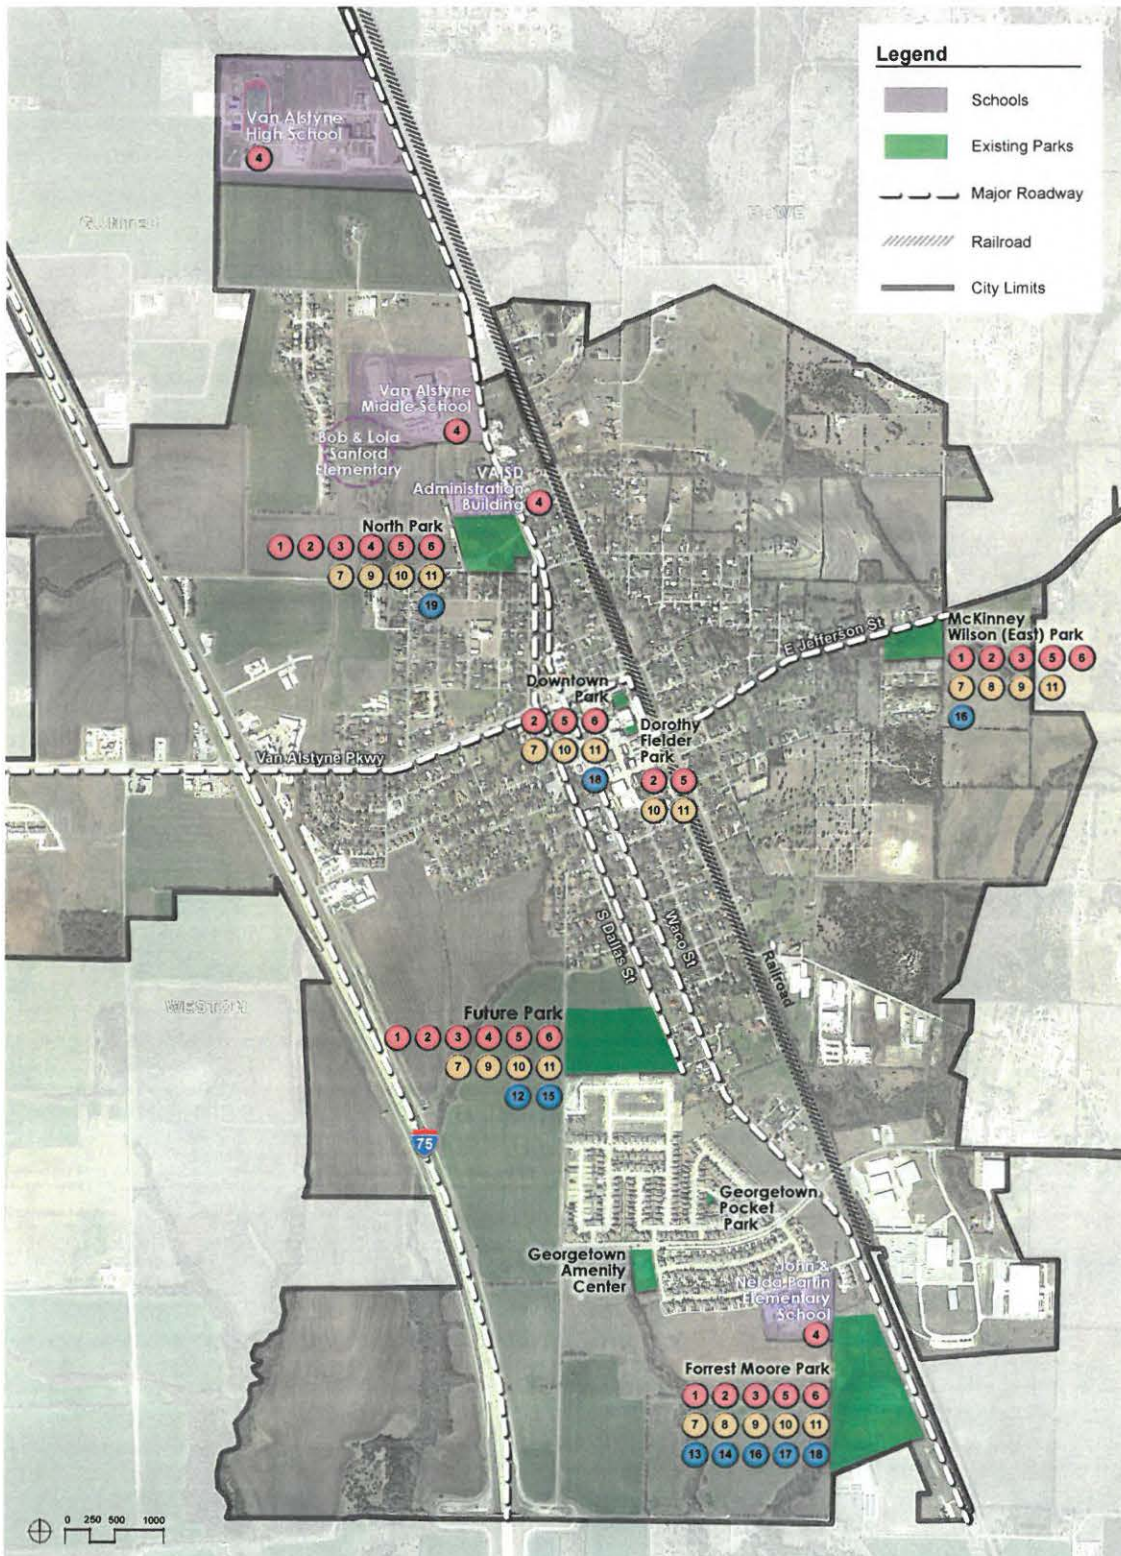 Legend
Schools
Existing Parks
Major Roadway
Railroad
City Limits
Van Alstyne
High School
4
Van Alstyne
Middle School
4
Bob & Lola
Sanford
Elementary
VAISD
Administration
Building
4
North Park
1 2 3 4 5 6
7 9 10 11
19
E Jefferson St
McKinney
Wilson (East) Park
1 2 3 5 6
7 8 9 11
16
Downtown
Park
2 5 6
7 10 11
18
Dorothy
Fielder
Park
2 5
10 11
Van Alstyne Pkwy
S Dallas St
Waco St
Railroad
WESTON
Future Park
1 2 3 4 5 6
7 9 10 11
12 15
75
Georgetown
Pocket
Park
Georgetown
Amenity
Center
John &
Nelda Partin
Elementary
School
4
Forrest Moore Park
1 2 3 5 6
7 8 9 10 11
13 14 16 17 18
0 250 500 1000